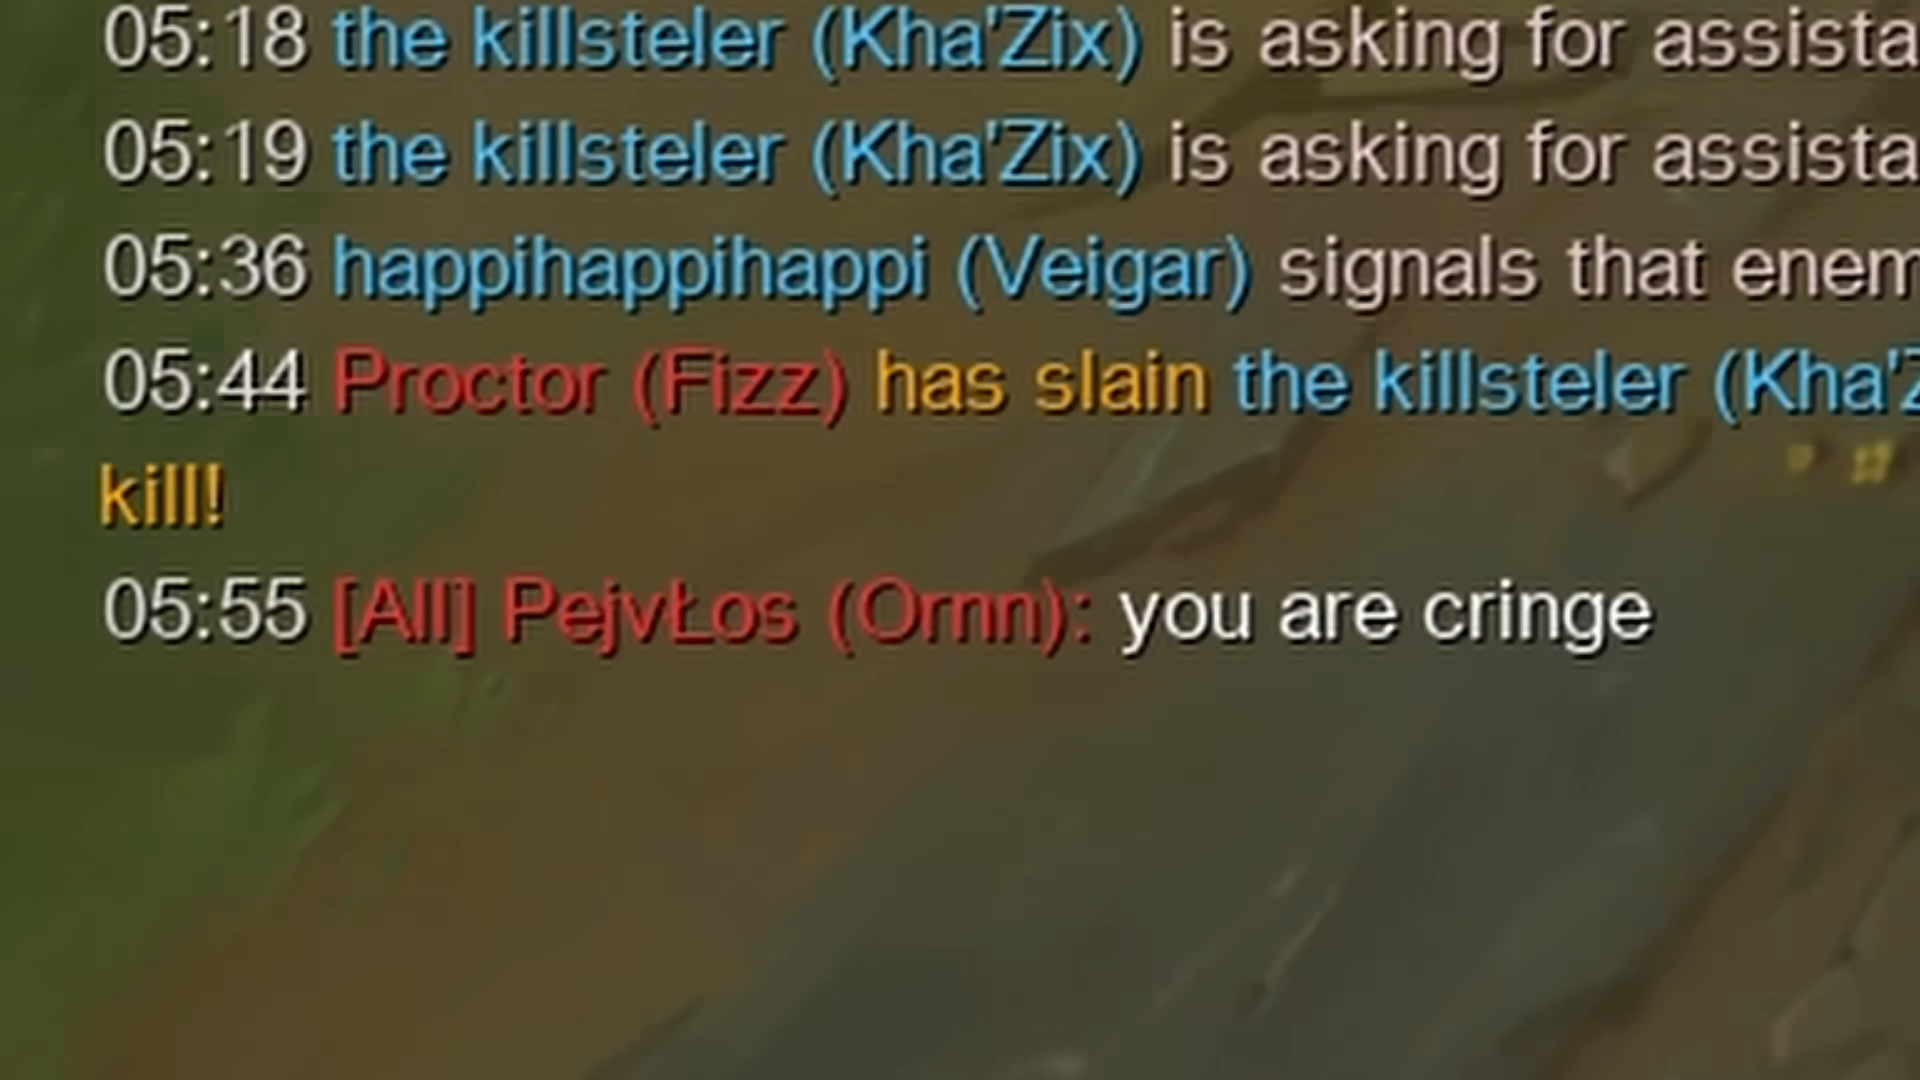 05:18 the killsteler (Kha'Zix) is asking for assista
05:19 the killsteler (Kha'Zix) is asking for assista
05:36 happihappihappi (Veigar) signals that enem
05:44 Proctor (Fizz) has slain the killsteler (Kha'Z
kill!
05:55 [All] PejvŁos (Ornn): you are cringe